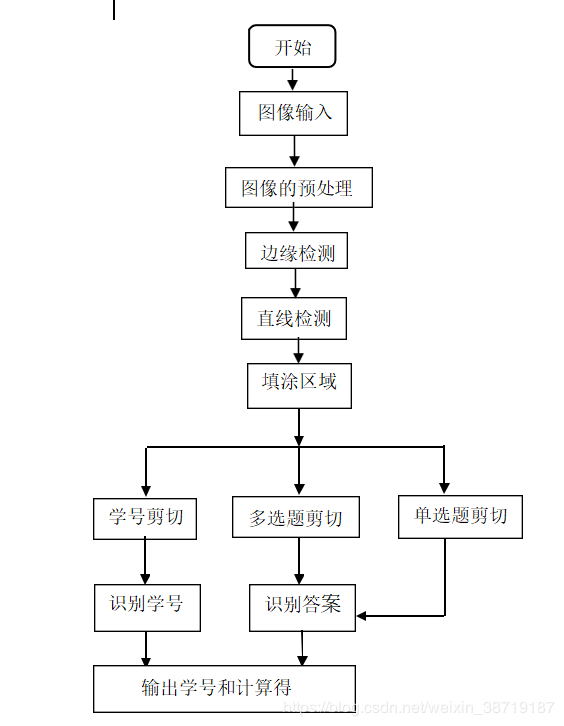 开始
图像输入
图像的预处理
边缘检测
直线检测
填涂区域
学号剪切
多选题剪切
单选题剪切
识别学号
识别答案
输出学号和计算得
https://blog.csdn.net/weixin_38719187